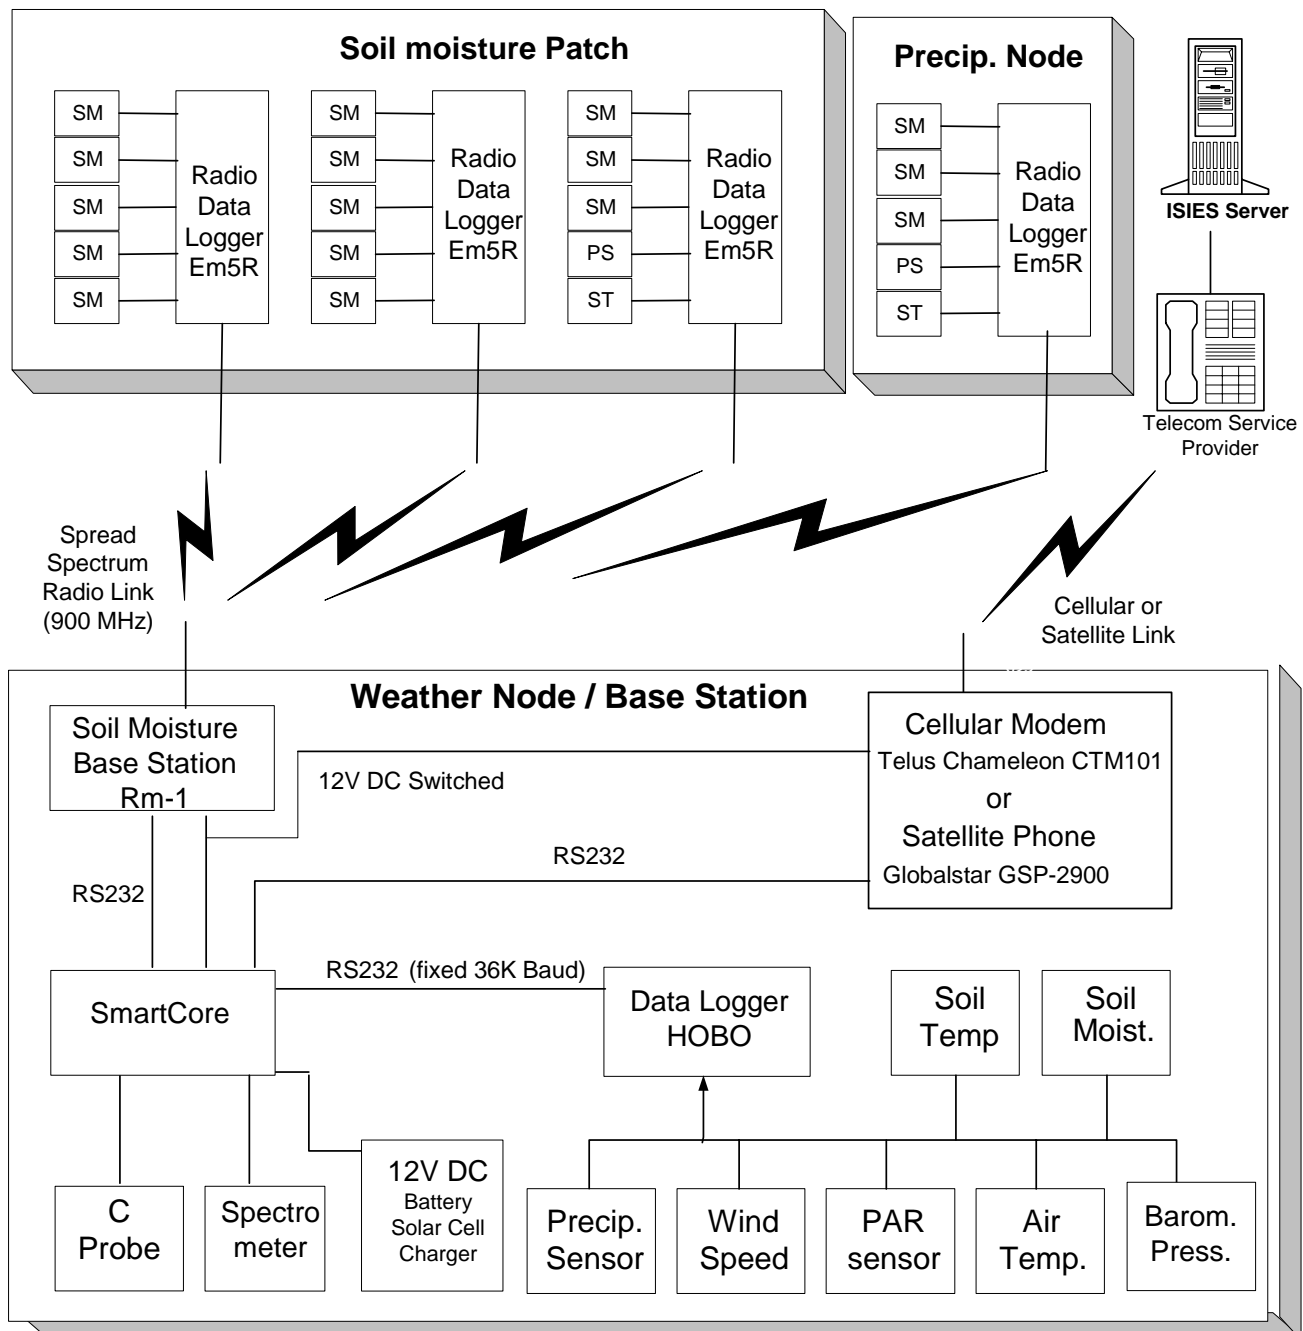 Soil moisture Patch
SM
SM
SM
SM
SM
Radio
Data
Logger
Em5R
SM
SM
SM
SM
SM
Radio
Data
Logger
Em5R
SM
SM
SM
PS
ST
Radio
Data
Logger
Em5R
Precip. Node
SM
SM
SM
PS
ST
Radio
Data
Logger
Em5R
ISIES Server
Telecom Service
Provider
Spread
Spectrum
Radio Link
(900 MHz)
Cellular or
Satellite Link
Weather Node / Base Station
Soil Moisture
Base Station
Rm-1
12V DC Switched
Cellular Modem
Telus Chameleon CTM101
or
Satellite Phone
Globalstar GSP-2900
RS232
RS232
RS232 (fixed 36K Baud)
SmartCore
Data Logger
HOBO
Soil
Temp
Soil
Moist.
C
Probe
Spectro
meter
12V DC
Battery
Solar Cell
Charger
Precip.
Sensor
Wind
Speed
PAR
sensor
Air
Temp.
Barom.
Press.